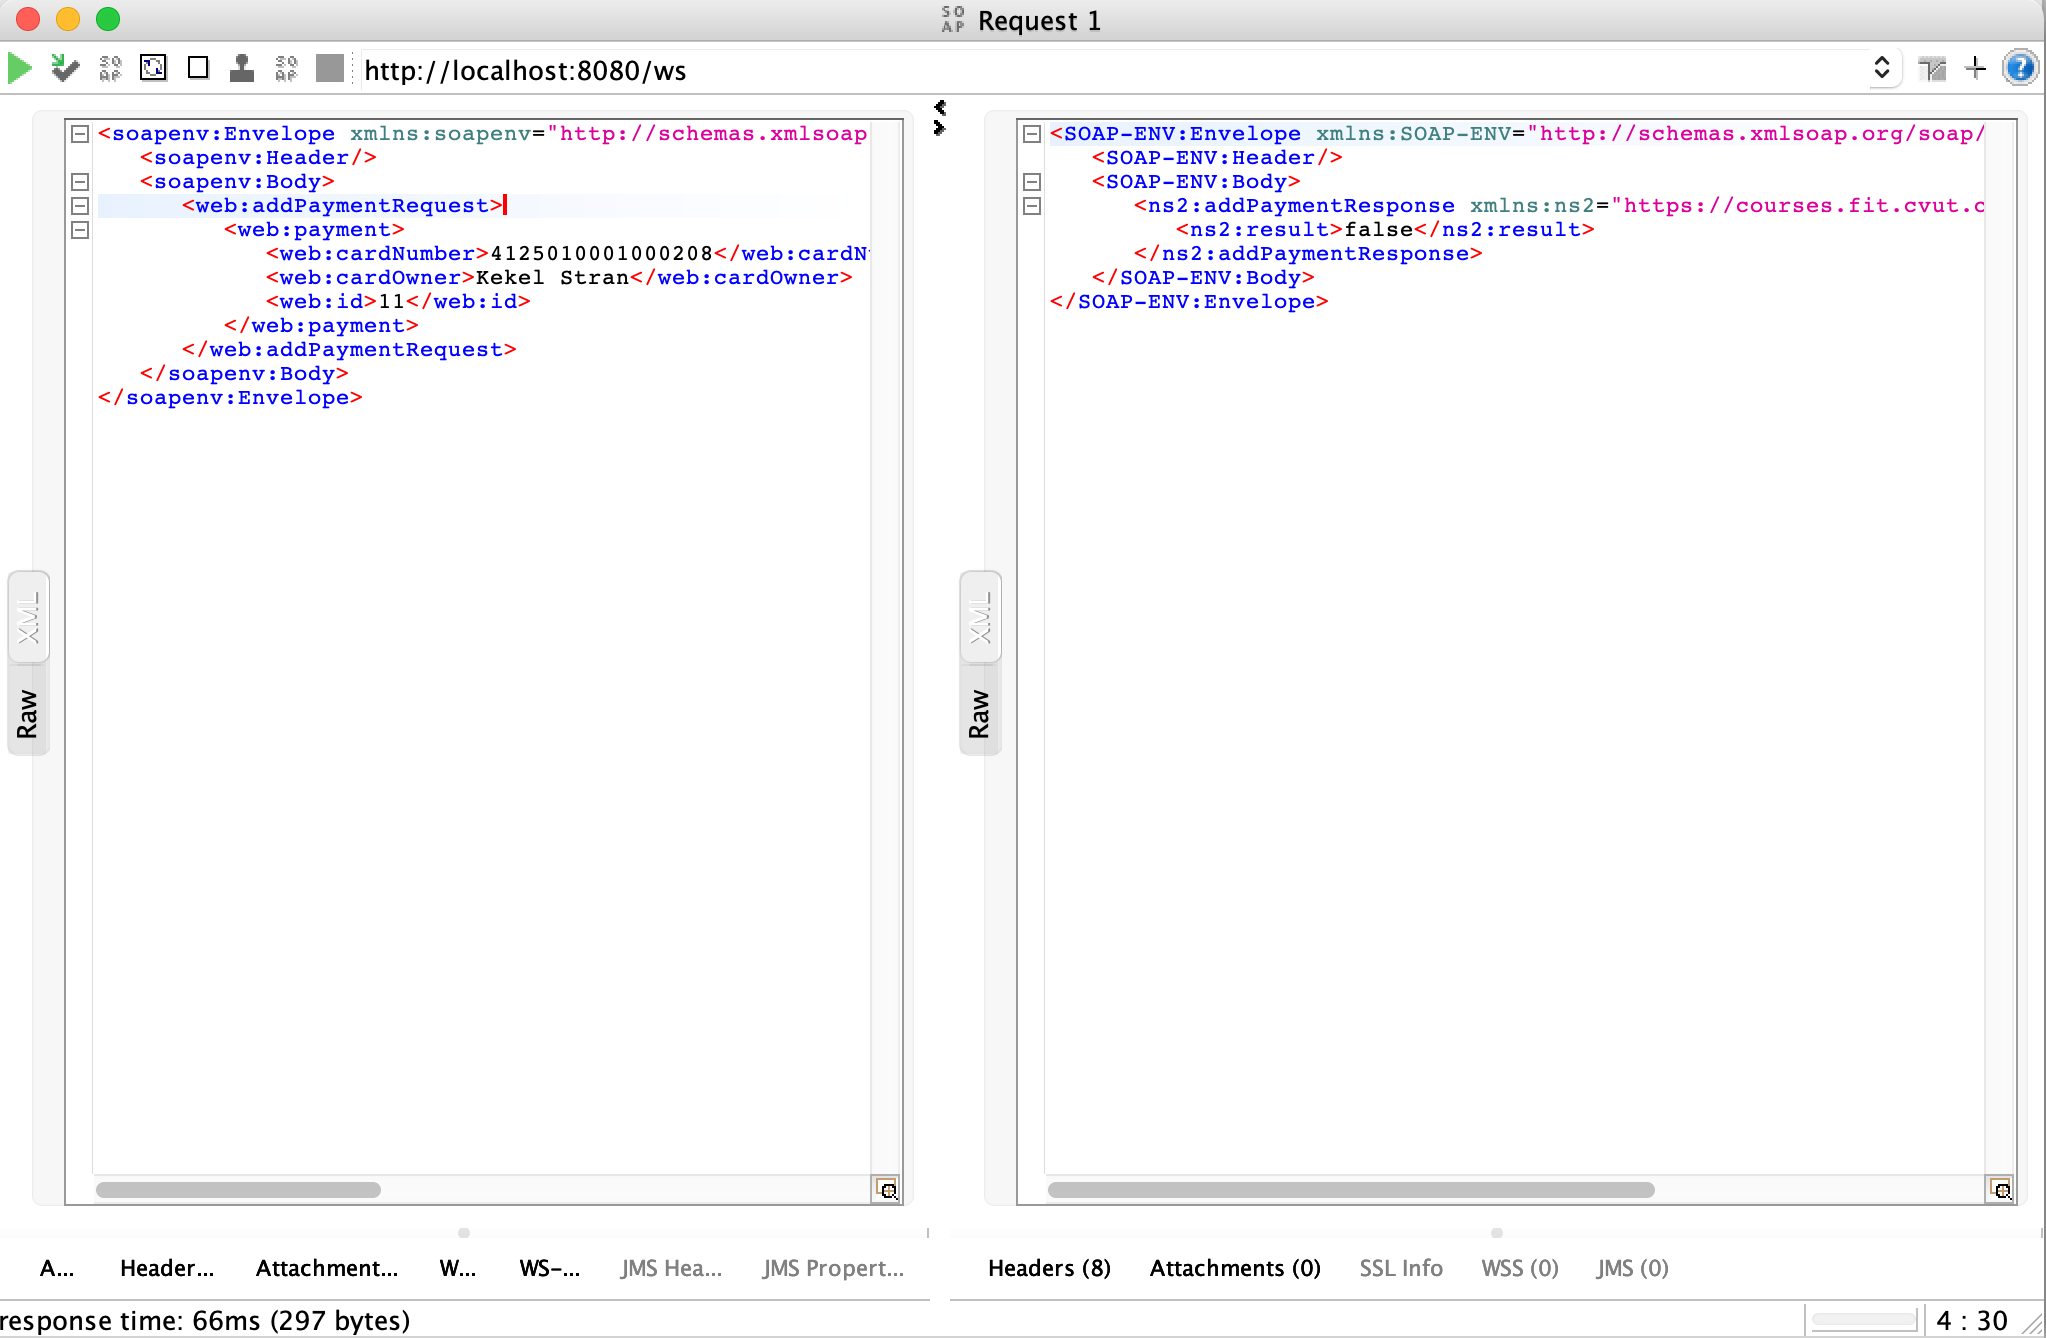 SO
AP Request 1
http://localhost:8080/ws
<soapenv:Envelope xmlns:soapenv="http://schemas.xmlsoap
<soapenv:Header/>
<soapenv:Body>
<web:addPaymentRequest>
<web:payment>
<web:cardNumber>4125010001000208</web:cardN
<web:cardOwner>Kekel Stran</web:cardOwner>
<web:id>11</web:id>
</web:payment>
</web:addPaymentRequest>
</soapenv:Body>
</soapenv:Envelope>
XML
Raw
<SOAP-ENV:Envelope xmlns:SOAP-ENV="http://schemas.xmlsoap.org/soap/
<SOAP-ENV:Header/>
<SOAP-ENV:Body>
<ns2:addPaymentResponse xmlns:ns2="https://courses.fit.cvut.c
<ns2:result>false</ns2:result>
</ns2:addPaymentResponse>
</SOAP-ENV:Body>
</SOAP-ENV:Envelope>
XML
Raw
A... Header... Attachment... W... WS-... JMS Hea... JMS Propert...
Headers (8) Attachments (0) SSL Info WSS (0) JMS (0)
response time: 66ms (297 bytes)
4 : 30